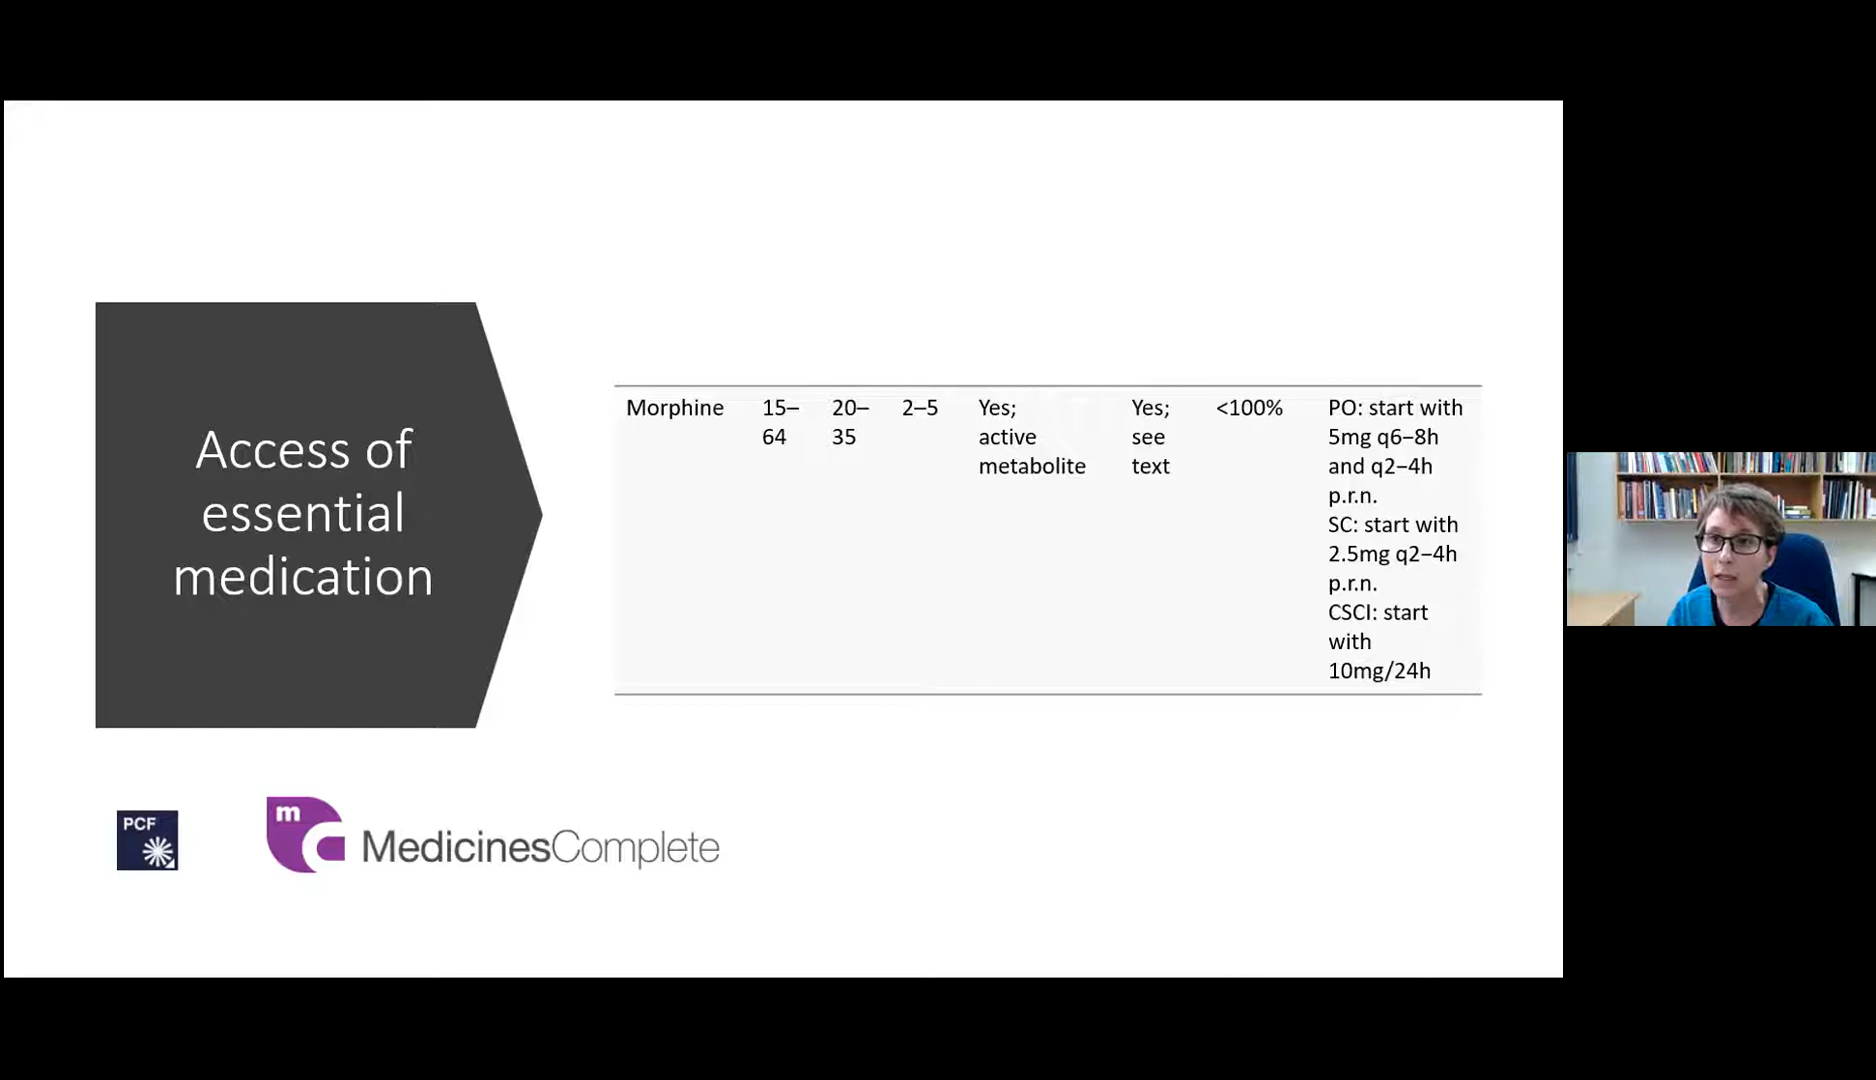 Access of
essential
medication
Morphine 15– 20– 2–5 Yes; Yes; <100% PO: start with
64 35 active see 5mg q6–8h
metabolite text and q2–4h
p.r.n.
SC: start with
2.5mg q2–4h
p.r.n.
CSCI: start
with
10mg/24h
PCF
m
MedicinesComplete